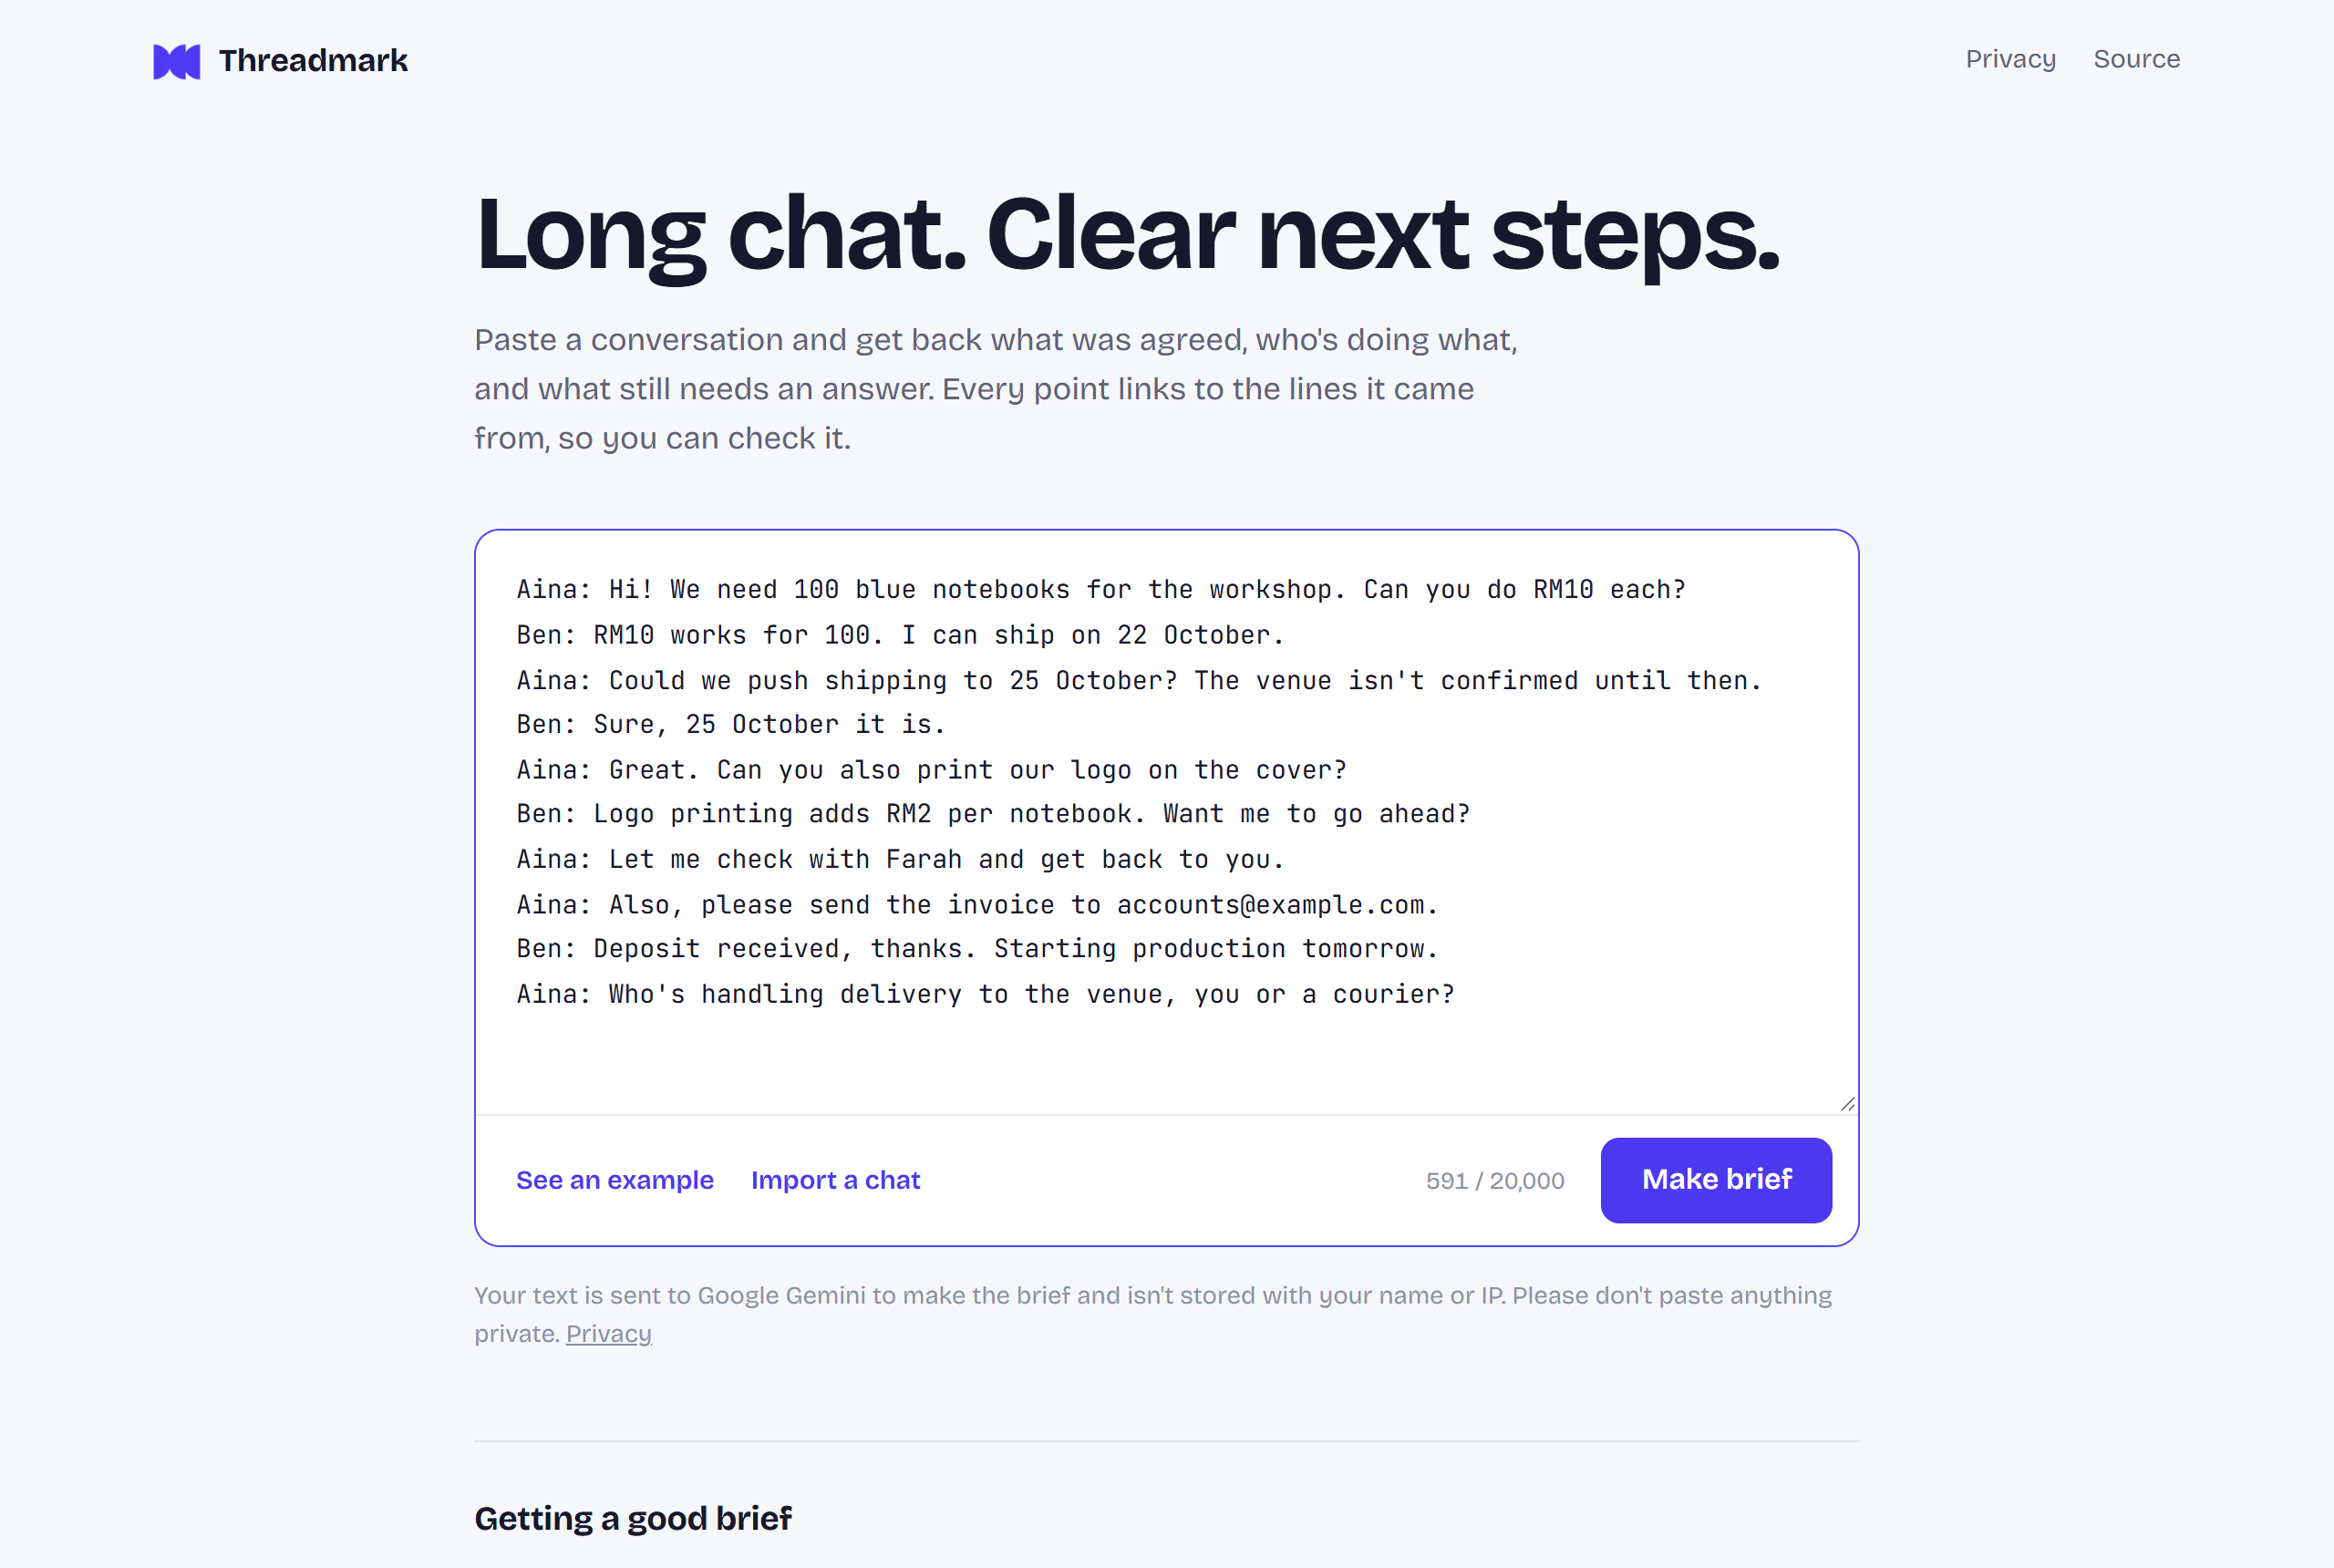 Threadmark
Privacy
Source
Long chat. Clear next steps.
Paste a conversation and get back what was agreed, who's doing what,
and what still needs an answer. Every point links to the lines it came
from, so you can check it.
Aina: Hi! We need 100 blue notebooks for the workshop. Can you do RM10 each?
Ben: RM10 works for 100. I can ship on 22 October.
Aina: Could we push shipping to 25 October? The venue isn't confirmed until then.
Ben: Sure, 25 October it is.
Aina: Great. Can you also print our logo on the cover?
Ben: Logo printing adds RM2 per notebook. Want me to go ahead?
Aina: Let me check with Farah and get back to you.
Aina: Also, please send the invoice to accounts@example.com.
Ben: Deposit received, thanks. Starting production tomorrow.
Aina: Who's handling delivery to the venue, you or a courier?
See an example
Import a chat
591 / 20,000
Make brief
Your text is sent to Google Gemini to make the brief and isn't stored with your name or IP. Please don't paste anything
private. Privacy
Getting a good brief